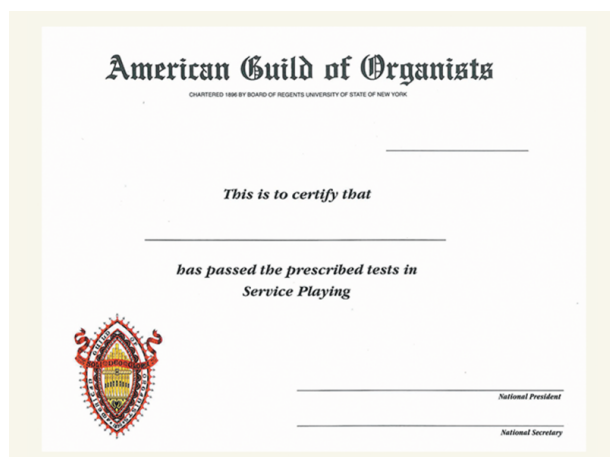 American Guild of Organists
CHARTERED 1896 BY BOARD OF REGENTS UNIVERSITY OF STATE OF NEW YORK
This is to certify that
has passed the prescribed tests in
Service Playing
National President
National Secretary